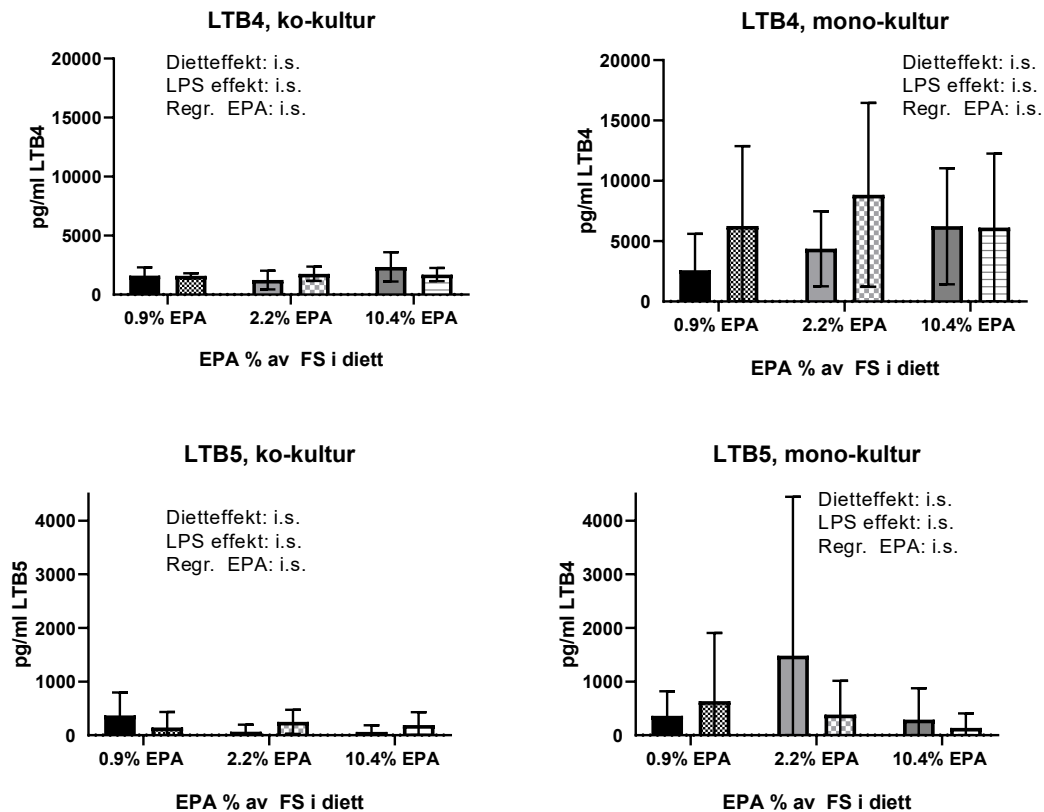 LTB4, ko-kultur
20000
15000
10000
5000
0
pg/ml LTB4
Dietteffekt: i.s.
LPS effekt: i.s.
Regr. EPA: i.s.
0.9% EPA 2.2% EPA 10.4% EPA
EPA % av FS i diett
LTB4, mono-kultur
20000
15000
10000
5000
0
pg/ml LTB4
Dietteffekt: i.s.
LPS effekt: i.s.
Regr. EPA: i.s.
0.9% EPA 2.2% EPA 10.4% EPA
EPA % av FS i diett
LTB5, ko-kultur
4000
3000
2000
1000
0
pg/ml LTB5
Dietteffekt: i.s.
LPS effekt: i.s.
Regr. EPA: i.s.
0.9% EPA 2.2% EPA 10.4% EPA
EPA % av FS i diett
LTB5, mono-kultur
4000
3000
2000
1000
0
pg/ml LTB4
Dietteffekt: i.s.
LPS effekt: i.s.
Regr. EPA: i.s.
0.9% EPA 2.2% EPA 10.4% EPA
EPA % av FS i diett